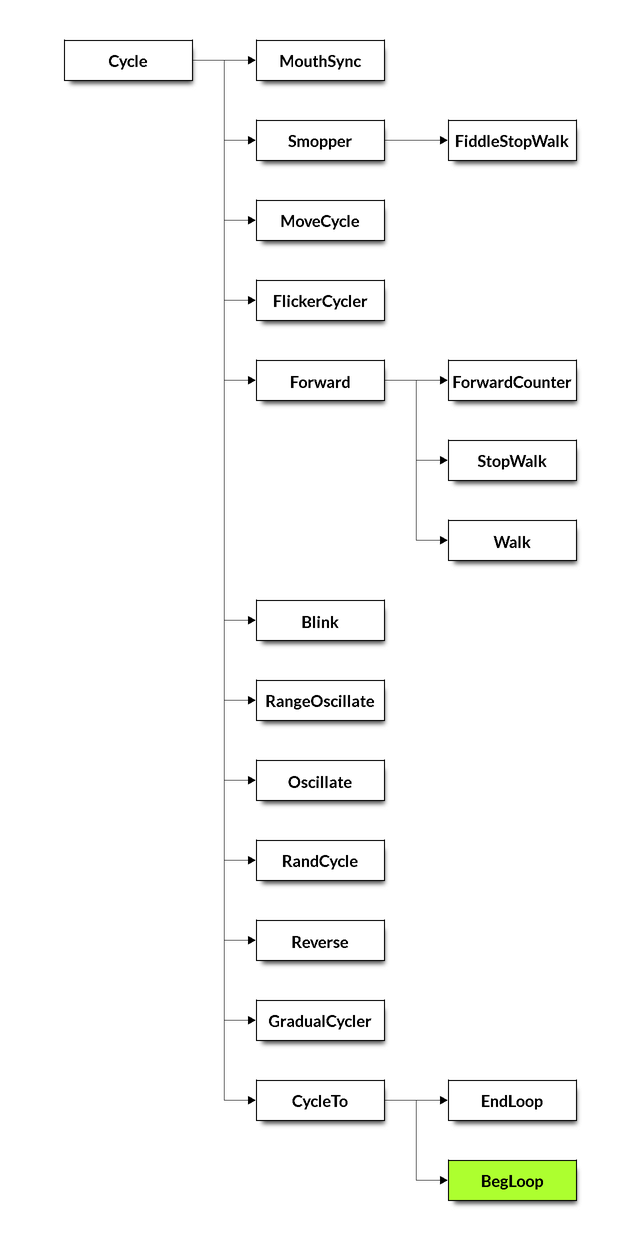 Cycle
MouthSync
Smopper
FiddleStopWalk
MoveCycle
FlickerCycler
Forward
ForwardCounter
StopWalk
Walk
Blink
RangeOscillate
Oscillate
RandCycle
Reverse
GradualCycler
CycleTo
EndLoop
BegLoop